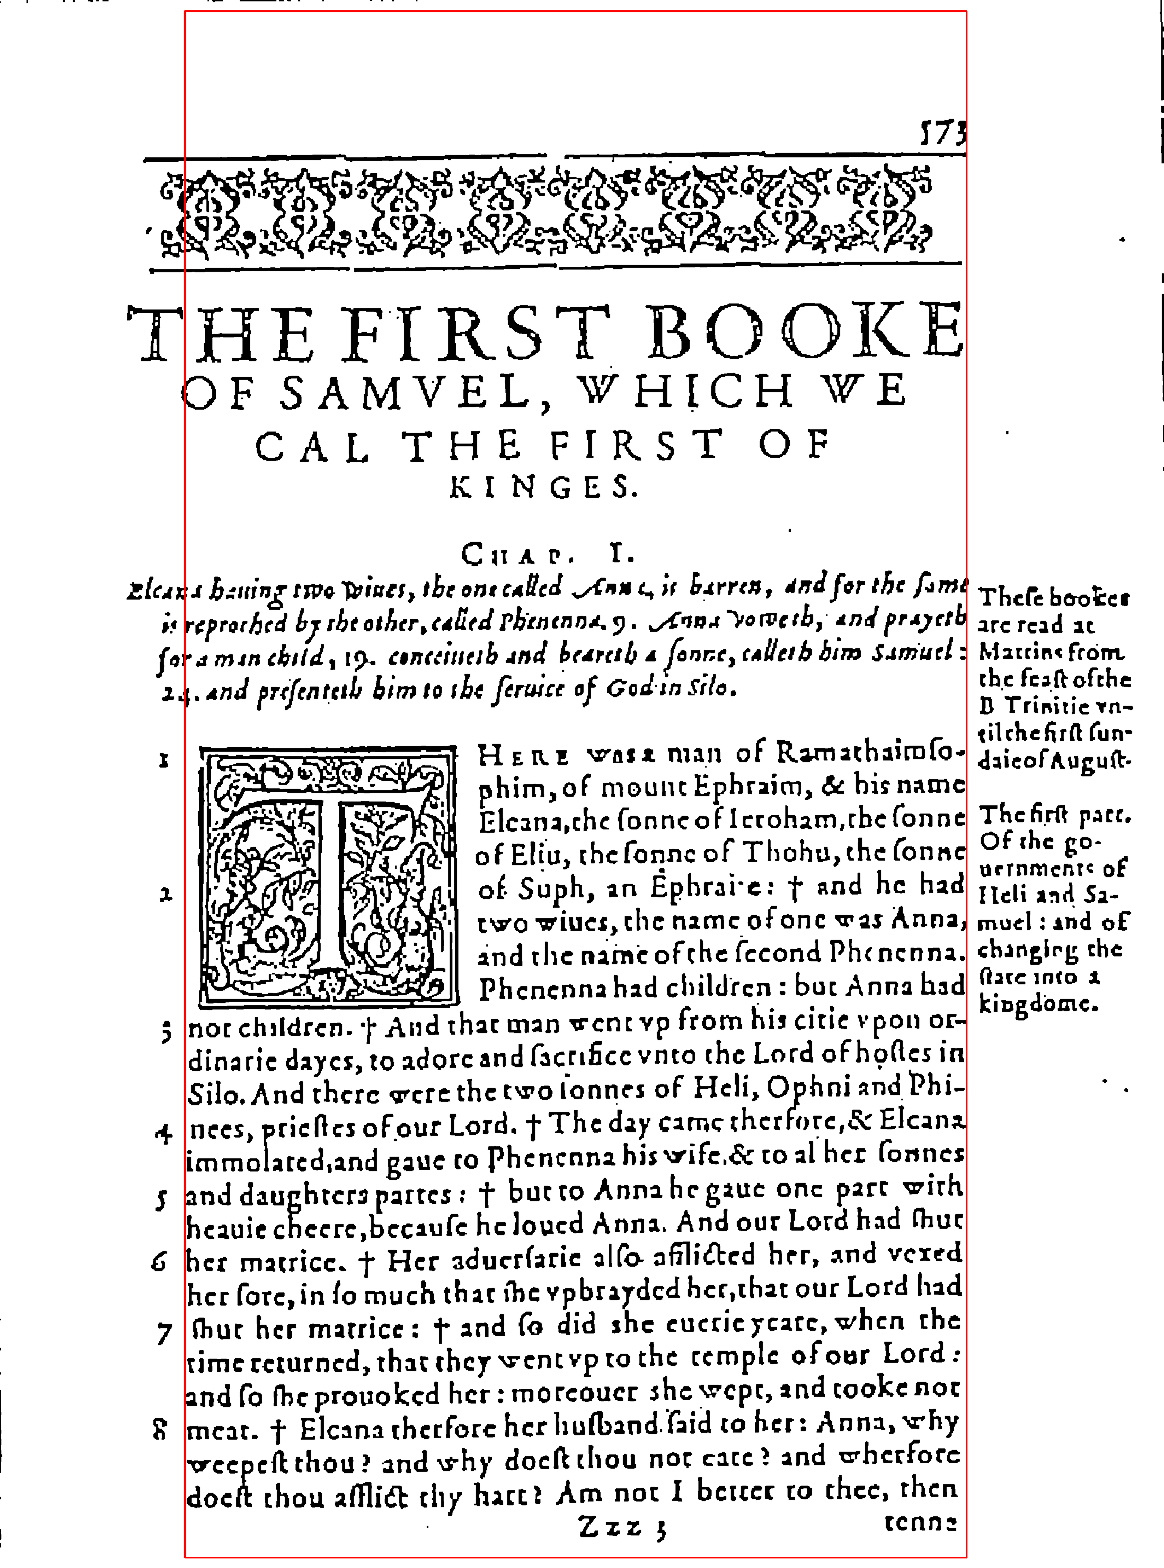 573
THE FIRST BOOKE
OF SAMVEL, WHICH WE
CAL THE FIRST OF
KINGES.
CHAP. I.
Elcana hauing two wiues, the one called Anne, is barren, and for the same
is reproched by the other, called Phenenna. 9. Anna voweth, and prayeth
for a man child, 19. conceiueth and beareth a sonne, calleth him Samuel:
24. and presenteth him to the seruice of God in Silo.
These bookes
are read at
Mattins from
the feast of the
B Trinitie vn-
til the first sun-
daie of August.
The first part.
Of the go-
uernmente of
Heli and Sa-
muel: and of
changing the
state into a
kingdome.
1 THERE was a man of Ramathaimso-
phim, of mount Ephraim, & his name
Elcana, the sonne of Ieroham, the sonne
of Eliu, the sonne of Thohu, the sonne
2 of Suph, an Ephraite: † and he had
two wiues, the name of one was Anna,
and the name of the second Phenenna.
Phenenna had children: but Anna had
3 not children. † And that man went vp from his citie vpon or-
dinarie dayes, to adore and sacrifice vnto the Lord of hostes in
Silo. And there were the two sonnes of Heli, Ophni and Phi-
4 nees, priestes of our Lord. † The day came therfore, & Elcana
immolated, and gaue to Phenenna his wife, & to al her sonnes
5 and daughters partes: † but to Anna he gaue one part with
heauie cheere, because he loued Anna. And our Lord had shut
6 her matrice. † Her aduersarie also afflicted her, and vexed
her sore, in so much that she vpbrayded her, that our Lord had
7 shut her matrice: † and so did she euerie yeare, when the
time returned, that they went vp to the temple of our Lord:
and so she prouoked her: moreouer she wept, and tooke not
8 meat. † Elcana therfore her husband said to her: Anna, why
weepest thou? and why doest thou not eate? and wherfore
doest thou afflict thy hart? Am not I better to thee, then
Zzz 3 tenne